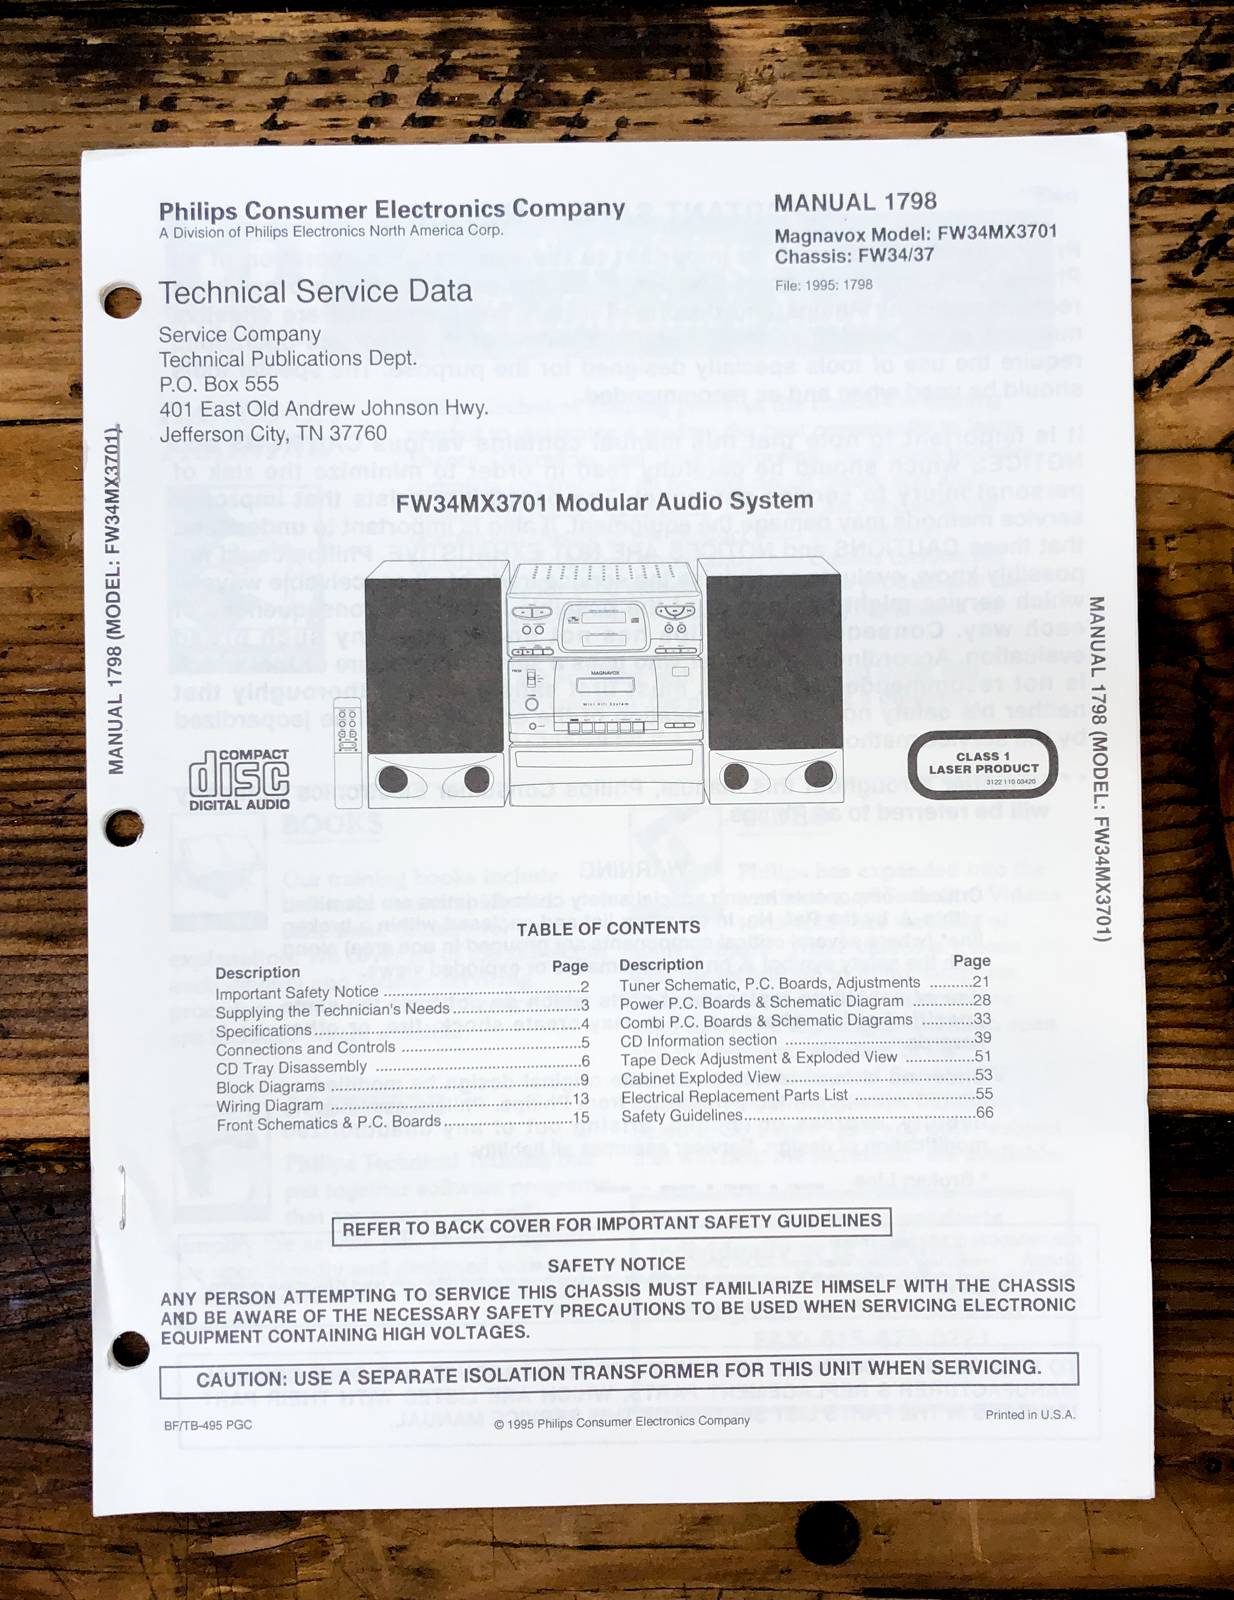 Philips Consumer Electronics Company
A Division of Philips Electronics North America Corp.
MANUAL 1798
Magnavox Model: FW34MX3701
Chassis: FW34/37
File: 1995: 1798
Technical Service Data
Service Company
Technical Publications Dept.
P.O. Box 555
401 East Old Andrew Johnson Hwy.
Jefferson City, TN 37760
MANUAL 1798 (MODEL: FW34MX3701)
FW34MX3701 Modular Audio System
MAGNAVOX
Mini HiFi System
COMPACT
disc
DIGITAL AUDIO
CLASS 1
LASER PRODUCT
3122 110 03420
MANUAL 1798 (MODEL: FW34MX3701)
TABLE OF CONTENTS
Description Page
Important Safety Notice ..........2
Supplying the Technician's Needs ..........3
Specifications ..........4
Connections and Controls ..........5
CD Tray Disassembly ..........6
Block Diagrams ..........9
Wiring Diagram ..........13
Front Schematics & P.C. Boards ..........15
Description Page
Tuner Schematic, P.C. Boards, Adjustments ..........21
Power P.C. Boards & Schematic Diagram ..........28
Combi P.C. Boards & Schematic Diagrams ..........33
CD Information section ..........39
Tape Deck Adjustment & Exploded View ..........51
Cabinet Exploded View ..........53
Electrical Replacement Parts List ..........55
Safety Guidelines ..........66
REFER TO BACK COVER FOR IMPORTANT SAFETY GUIDELINES
SAFETY NOTICE
ANY PERSON ATTEMPTING TO SERVICE THIS CHASSIS MUST FAMILIARIZE HIMSELF WITH THE CHASSIS
AND BE AWARE OF THE NECESSARY SAFETY PRECAUTIONS TO BE USED WHEN SERVICING ELECTRONIC
EQUIPMENT CONTAINING HIGH VOLTAGES.
CAUTION: USE A SEPARATE ISOLATION TRANSFORMER FOR THIS UNIT WHEN SERVICING.
BF/TB-495 PGC
© 1995 Philips Consumer Electronics Company
Printed in U.S.A.